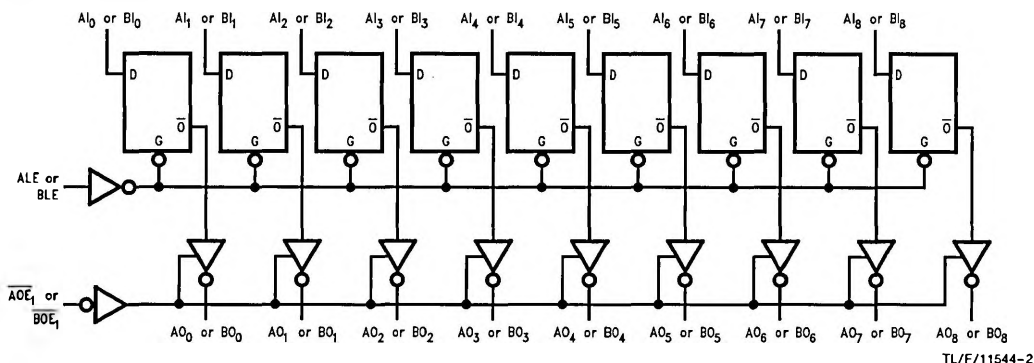 AI₀ or BI₀ AI₁ or BI₁ AI₂ or BI₂ AI₃ or BI₃ AI₄ or BI₄ AI₅ or BI₅ AI₆ or BI₆ AI₇ or BI₇ AI₈ or BI₈
D D D D D D D D D
O̅ O̅ O̅ O̅ O̅ O̅ O̅ O̅ O̅
G G G G G G G G G
ALE or
BLE
A̅O̅E̅₁ or
B̅O̅E̅₁
AO₀ or BO₀ AO₁ or BO₁ AO₂ or BO₂ AO₃ or BO₃ AO₄ or BO₄ AO₅ or BO₅ AO₆ or BO₆ AO₇ or BO₇ AO₈ or BO₈
TL/F/11544-2